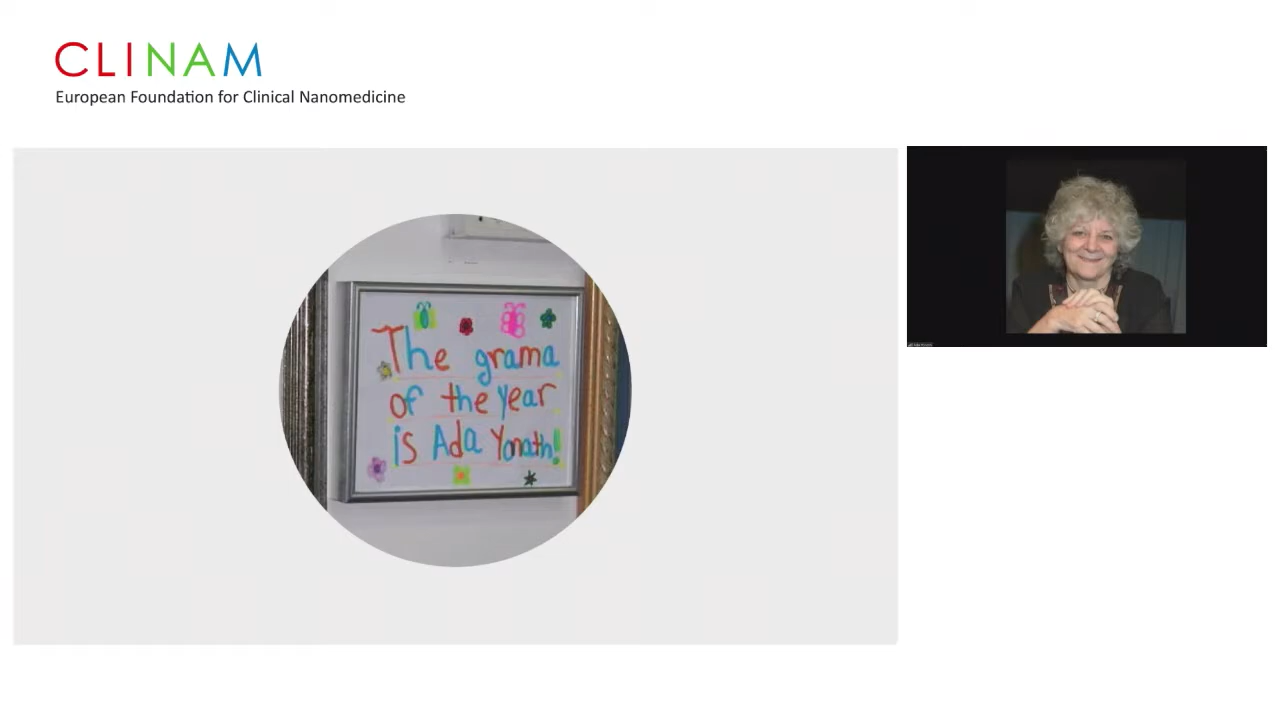 CLINAM
European Foundation for Clinical Nanomedicine
The grama
of the year
is Ada Yonath!